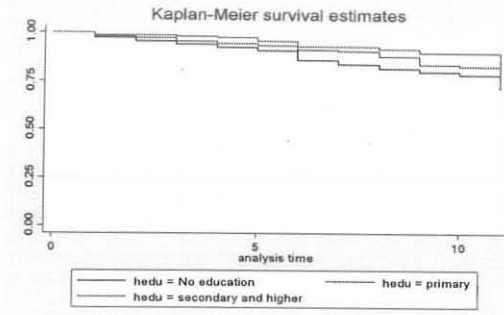 Kaplan-Meier survival estimates
1.00
0.75
0.50
0.25
0.00
0 5 10
analysis time
hedu = No education hedu = primary
hedu = secondary and higher